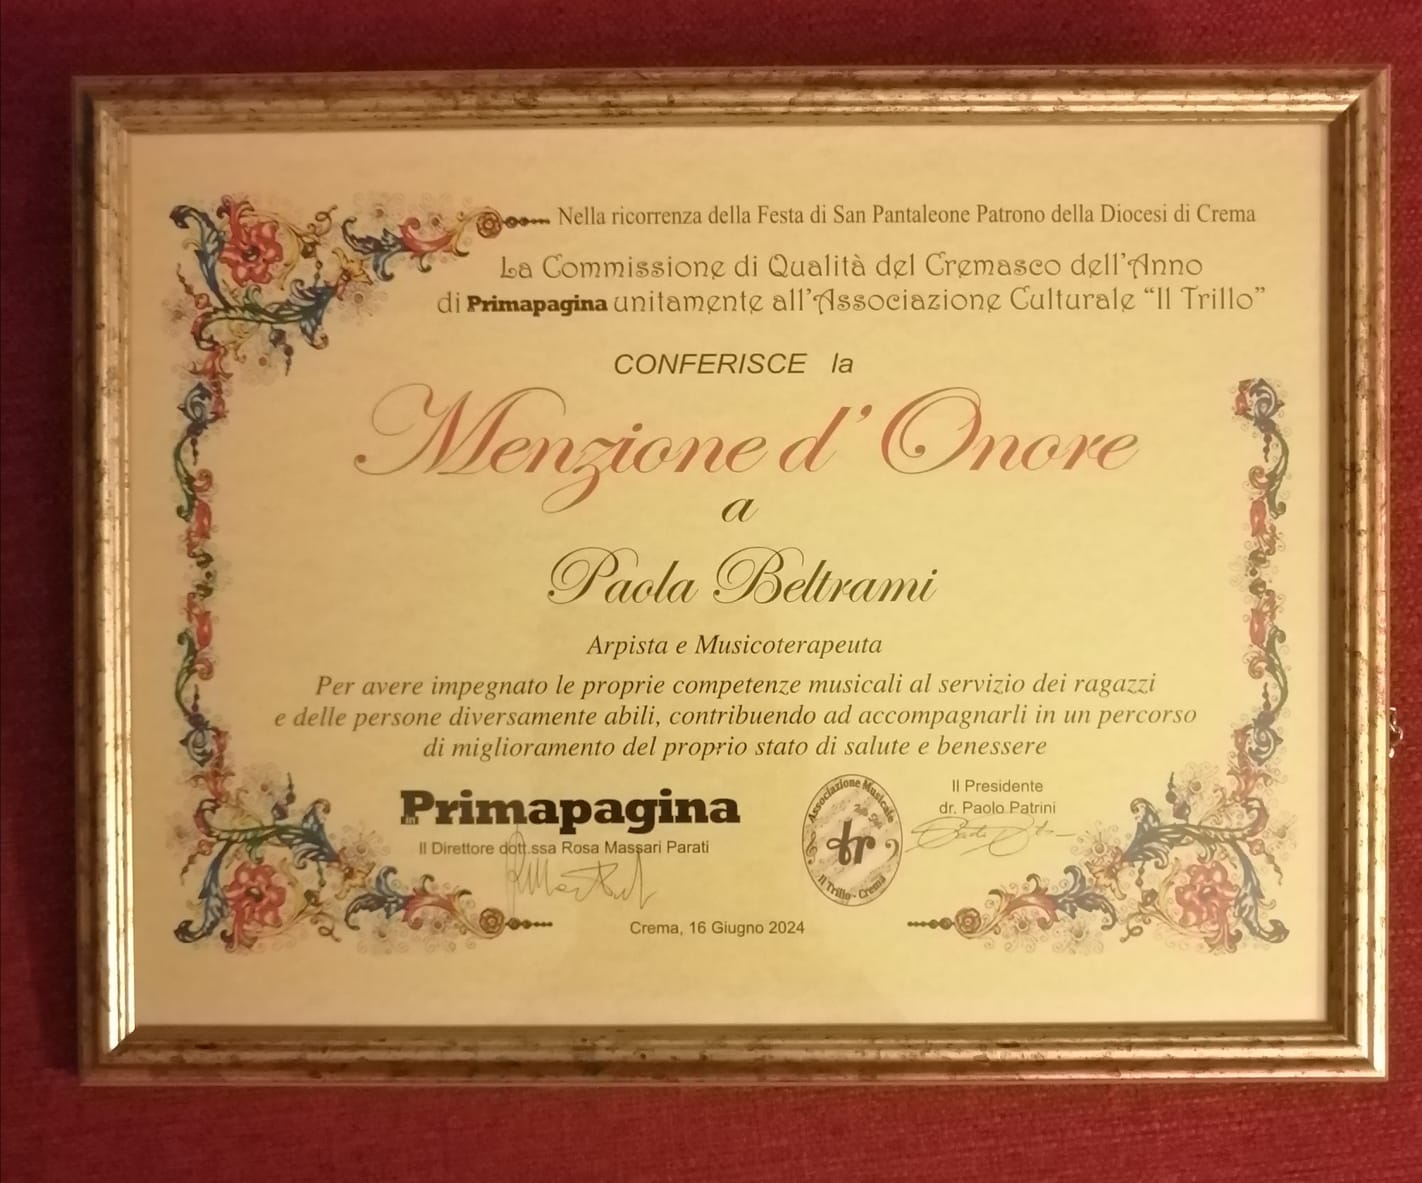 Nella ricorrenza della Festa di San Pantaleone Patrono della Diocesi di Crema
La Commissione di Qualità del Cremasco dell'Anno
di Primapagina unitamente all'Associazione Culturale “Il Trillo”
CONFERISCE la
Menzione d'Onore
a
Paola Beltrami
Arpista e Musicoterapeuta
Per avere impegnato le proprie competenze musicali al servizio dei ragazzi
e delle persone diversamente abili, contribuendo ad accompagnarli in un percorso
di miglioramento del proprio stato di salute e benessere
in Primapagina
Il Direttore dott.ssa Rosa Massari Parati
Associazione Musicale
tr
Il Trillo - Crema
Il Presidente
dr. Paolo Patrini
Crema, 16 Giugno 2024